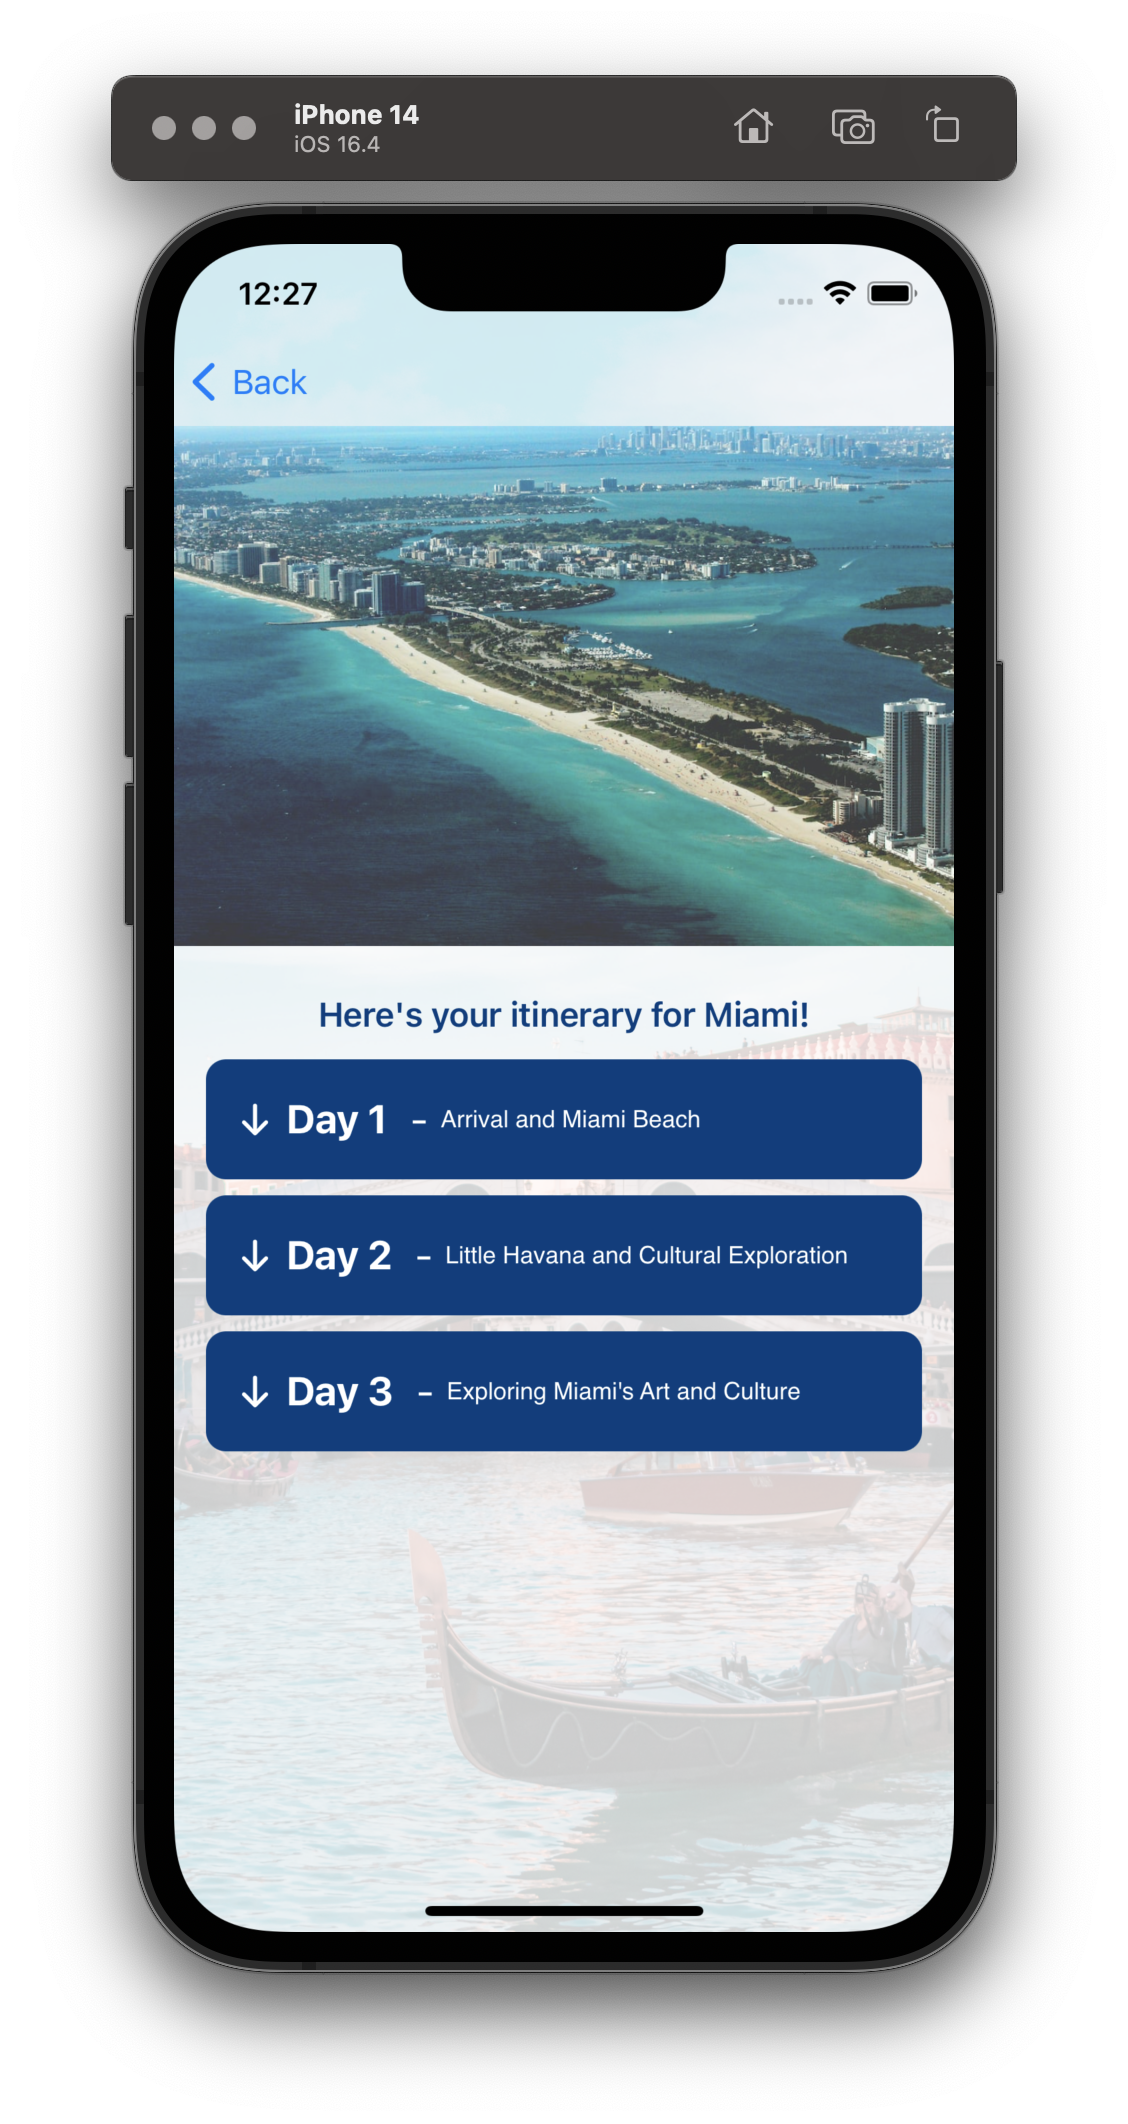 iPhone 14
iOS 16.4
12:27
Back
Here's your itinerary for Miami!
Day 1 – Arrival and Miami Beach
Day 2 – Little Havana and Cultural Exploration
Day 3 – Exploring Miami's Art and Culture